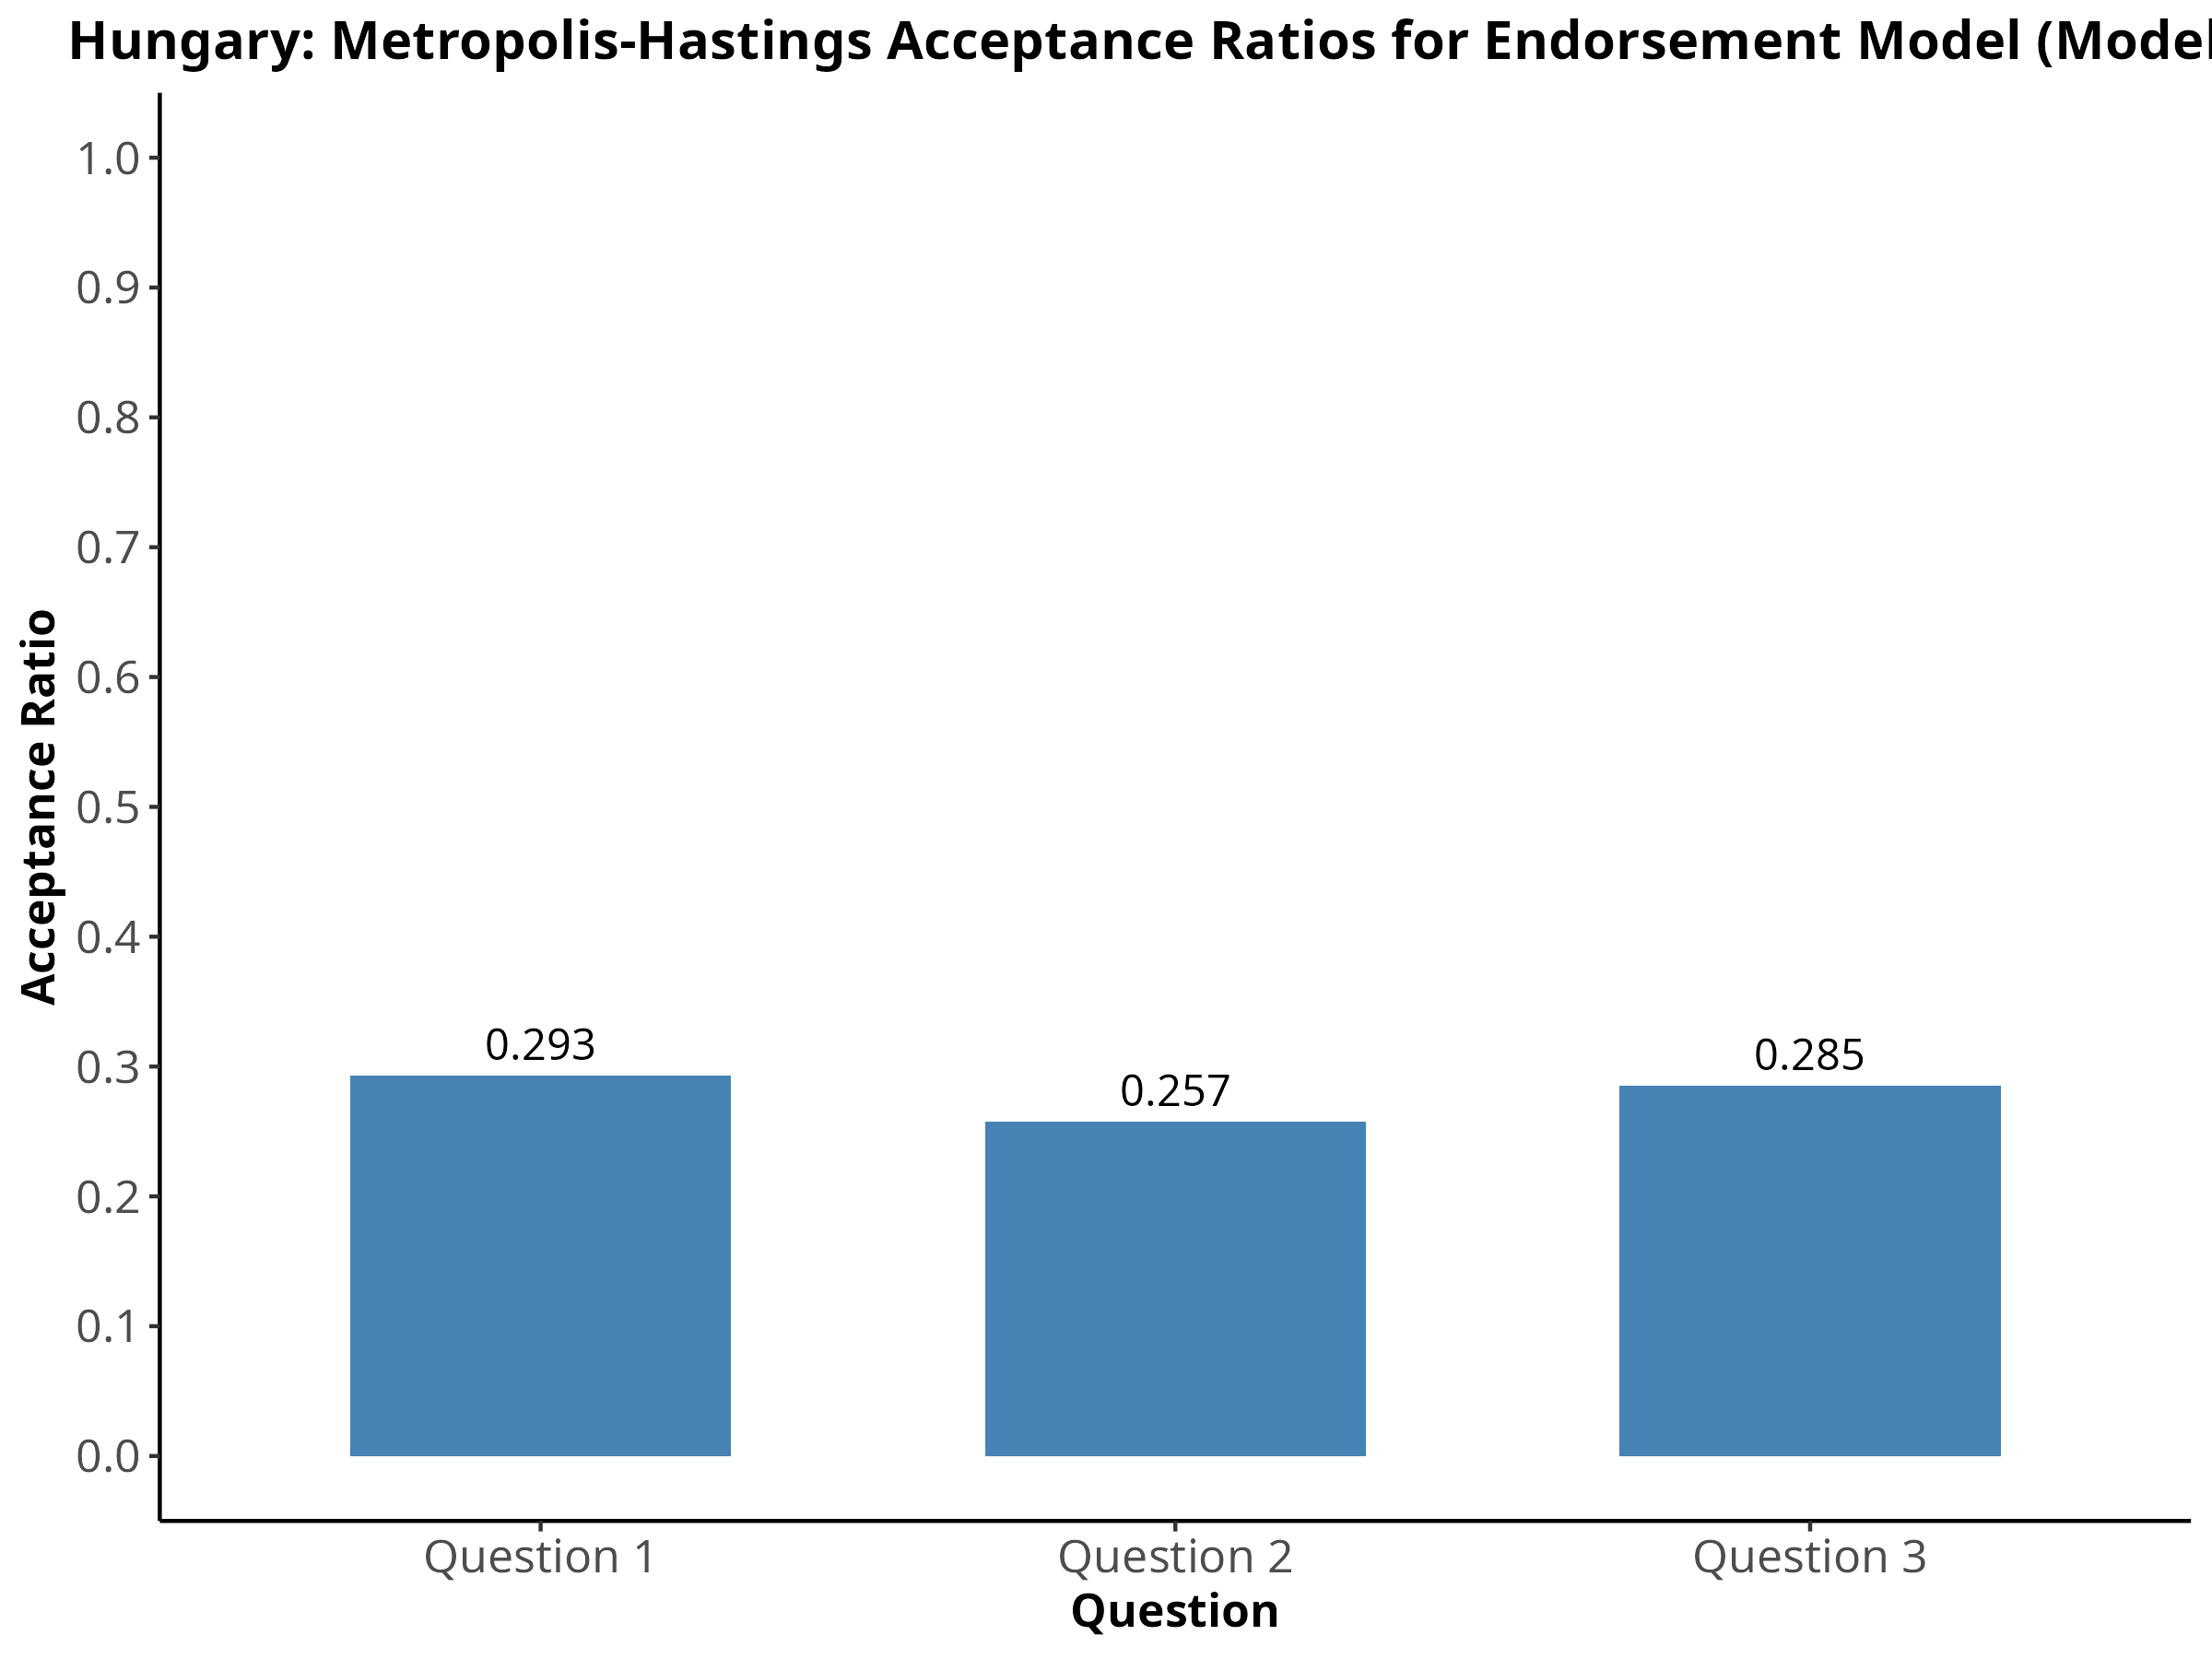 Hungary: Metropolis-Hastings Acceptance Ratios for Endorsement Model (Model
1.0
0.9
0.8
0.7
0.6
0.5
0.4
0.3
0.2
0.1
0.0
Acceptance Ratio
0.293
0.257
0.285
Question 1
Question 2
Question 3
Question